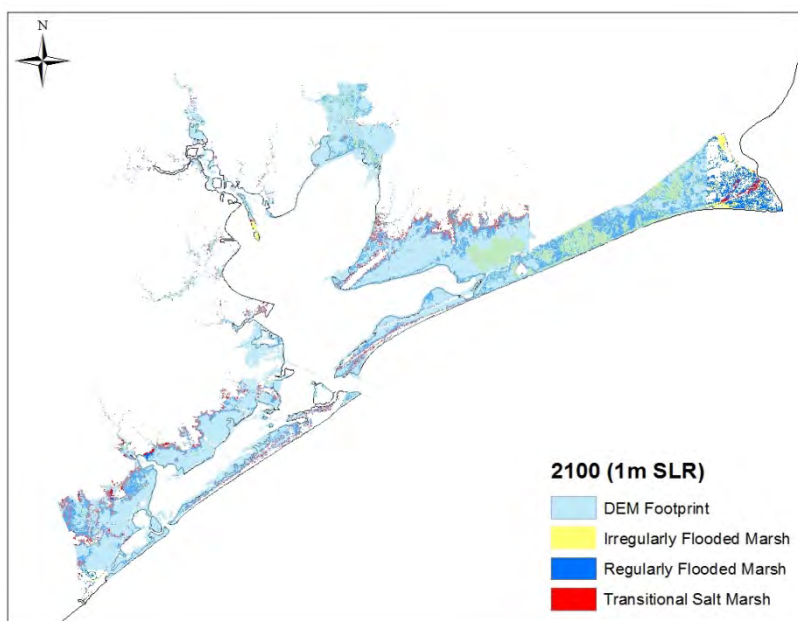 N
2100 (1m SLR)
DEM Footprint
Irregularly Flooded Marsh
Regularly Flooded Marsh
Transitional Salt Marsh